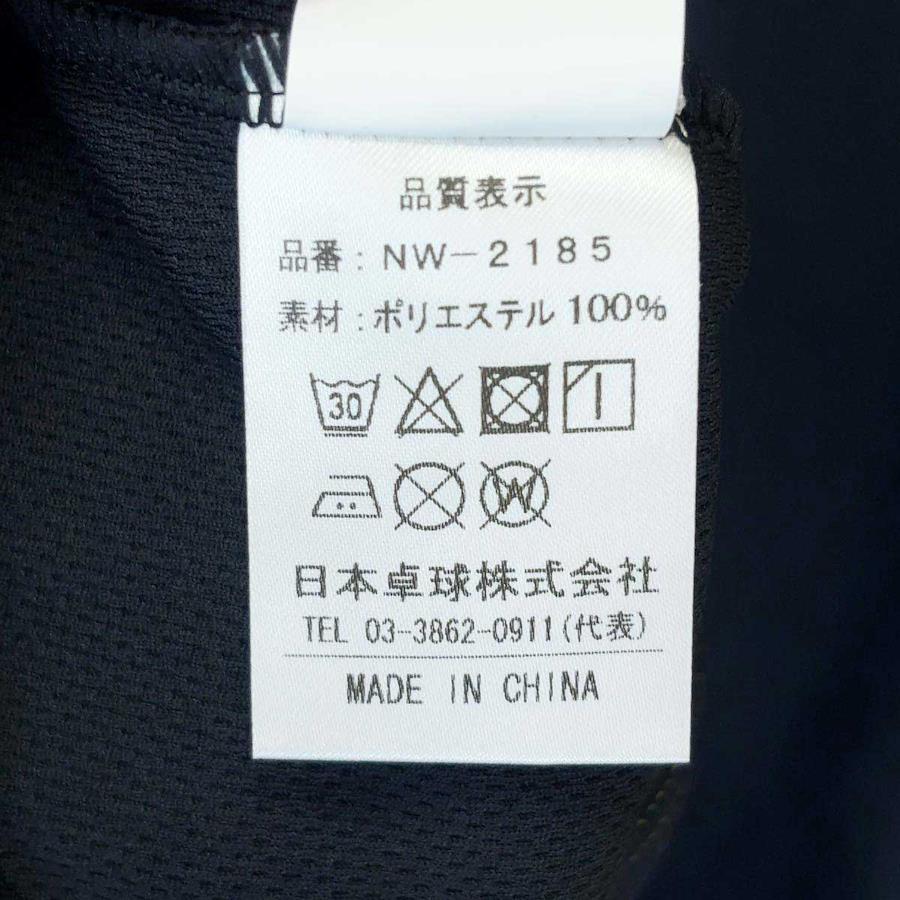 品質表示
品番：NW－2185
素材：ポリエステル 100%
30
W
日本卓球株式会社
TEL 03-3862-0911(代表)
MADE IN CHINA